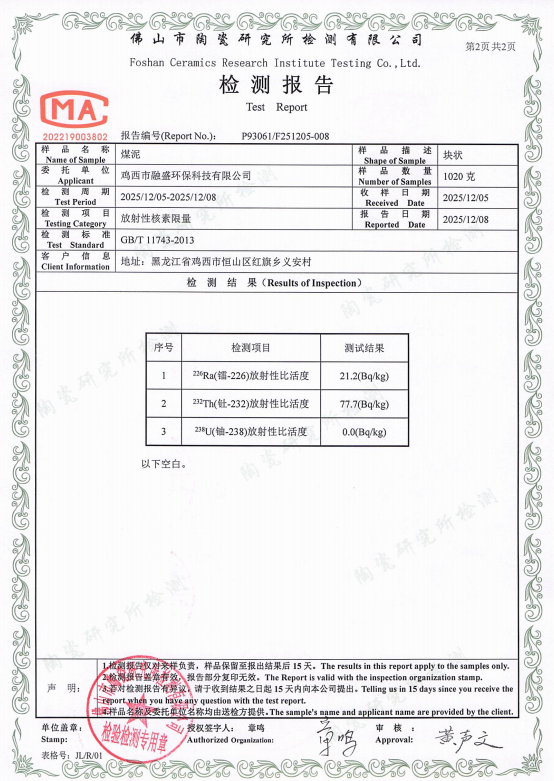 佛山市陶瓷研究所检测有限公司
第2页 共2页
Foshan Ceramics Research Institute Testing Co.,Ltd.
检测报告
Test Report
MA
202219003802
报告编号(Report No.): P93061/F251205-008
样品名称 煤泥 样品描述 块状
Name of Sample Shape of Sample
委托单位 鸡西市融盛环保科技有限公司 样品数量 1020 克
Applicant Number of Samples
检测周期 2025/12/05-2025/12/08 收样日期 2025/12/05
Test Period Received Date
检测项目 放射性核素限量 报告日期 2025/12/08
Testing Category Reported Date
检测标准 GB/T 11743-2013
Test Standard
客户信息 地址：黑龙江省鸡西市恒山区红旗乡义安村
Client Information
检测结果（Results of Inspection）
序号 检测项目 测试结果
1 ²²⁶Ra(镭-226)放射性比活度 21.2(Bq/kg)
2 ²³²Th(钍-232)放射性比活度 77.7(Bq/kg)
3 ²³⁸U(铀-238)放射性比活度 0.0(Bq/kg)
以下空白。
声明：
1.检测报告仅对来样负责，样品保留至报出结果后 15 天。The results in this report apply to the samples only.
2.检测报告盖章有效，报告部分复印无效。The Report is valid with the inspection organization stamp.
3.若对检测报告有异议，请于收到结果之日起 15 天内向本公司提出。Telling us in 15 days since you receive the
report when you have any question with the test report.
4.样品名称及委托单位名称均由送检方提供。The sample's name and applicant name are provided by the client.
检验检测专用章
单位盖章： 授权签字人： 章鸣 审核：
Stamp: Authorized Organization: Approval:
表格号：JL/R/01
陶瓷研究所检测